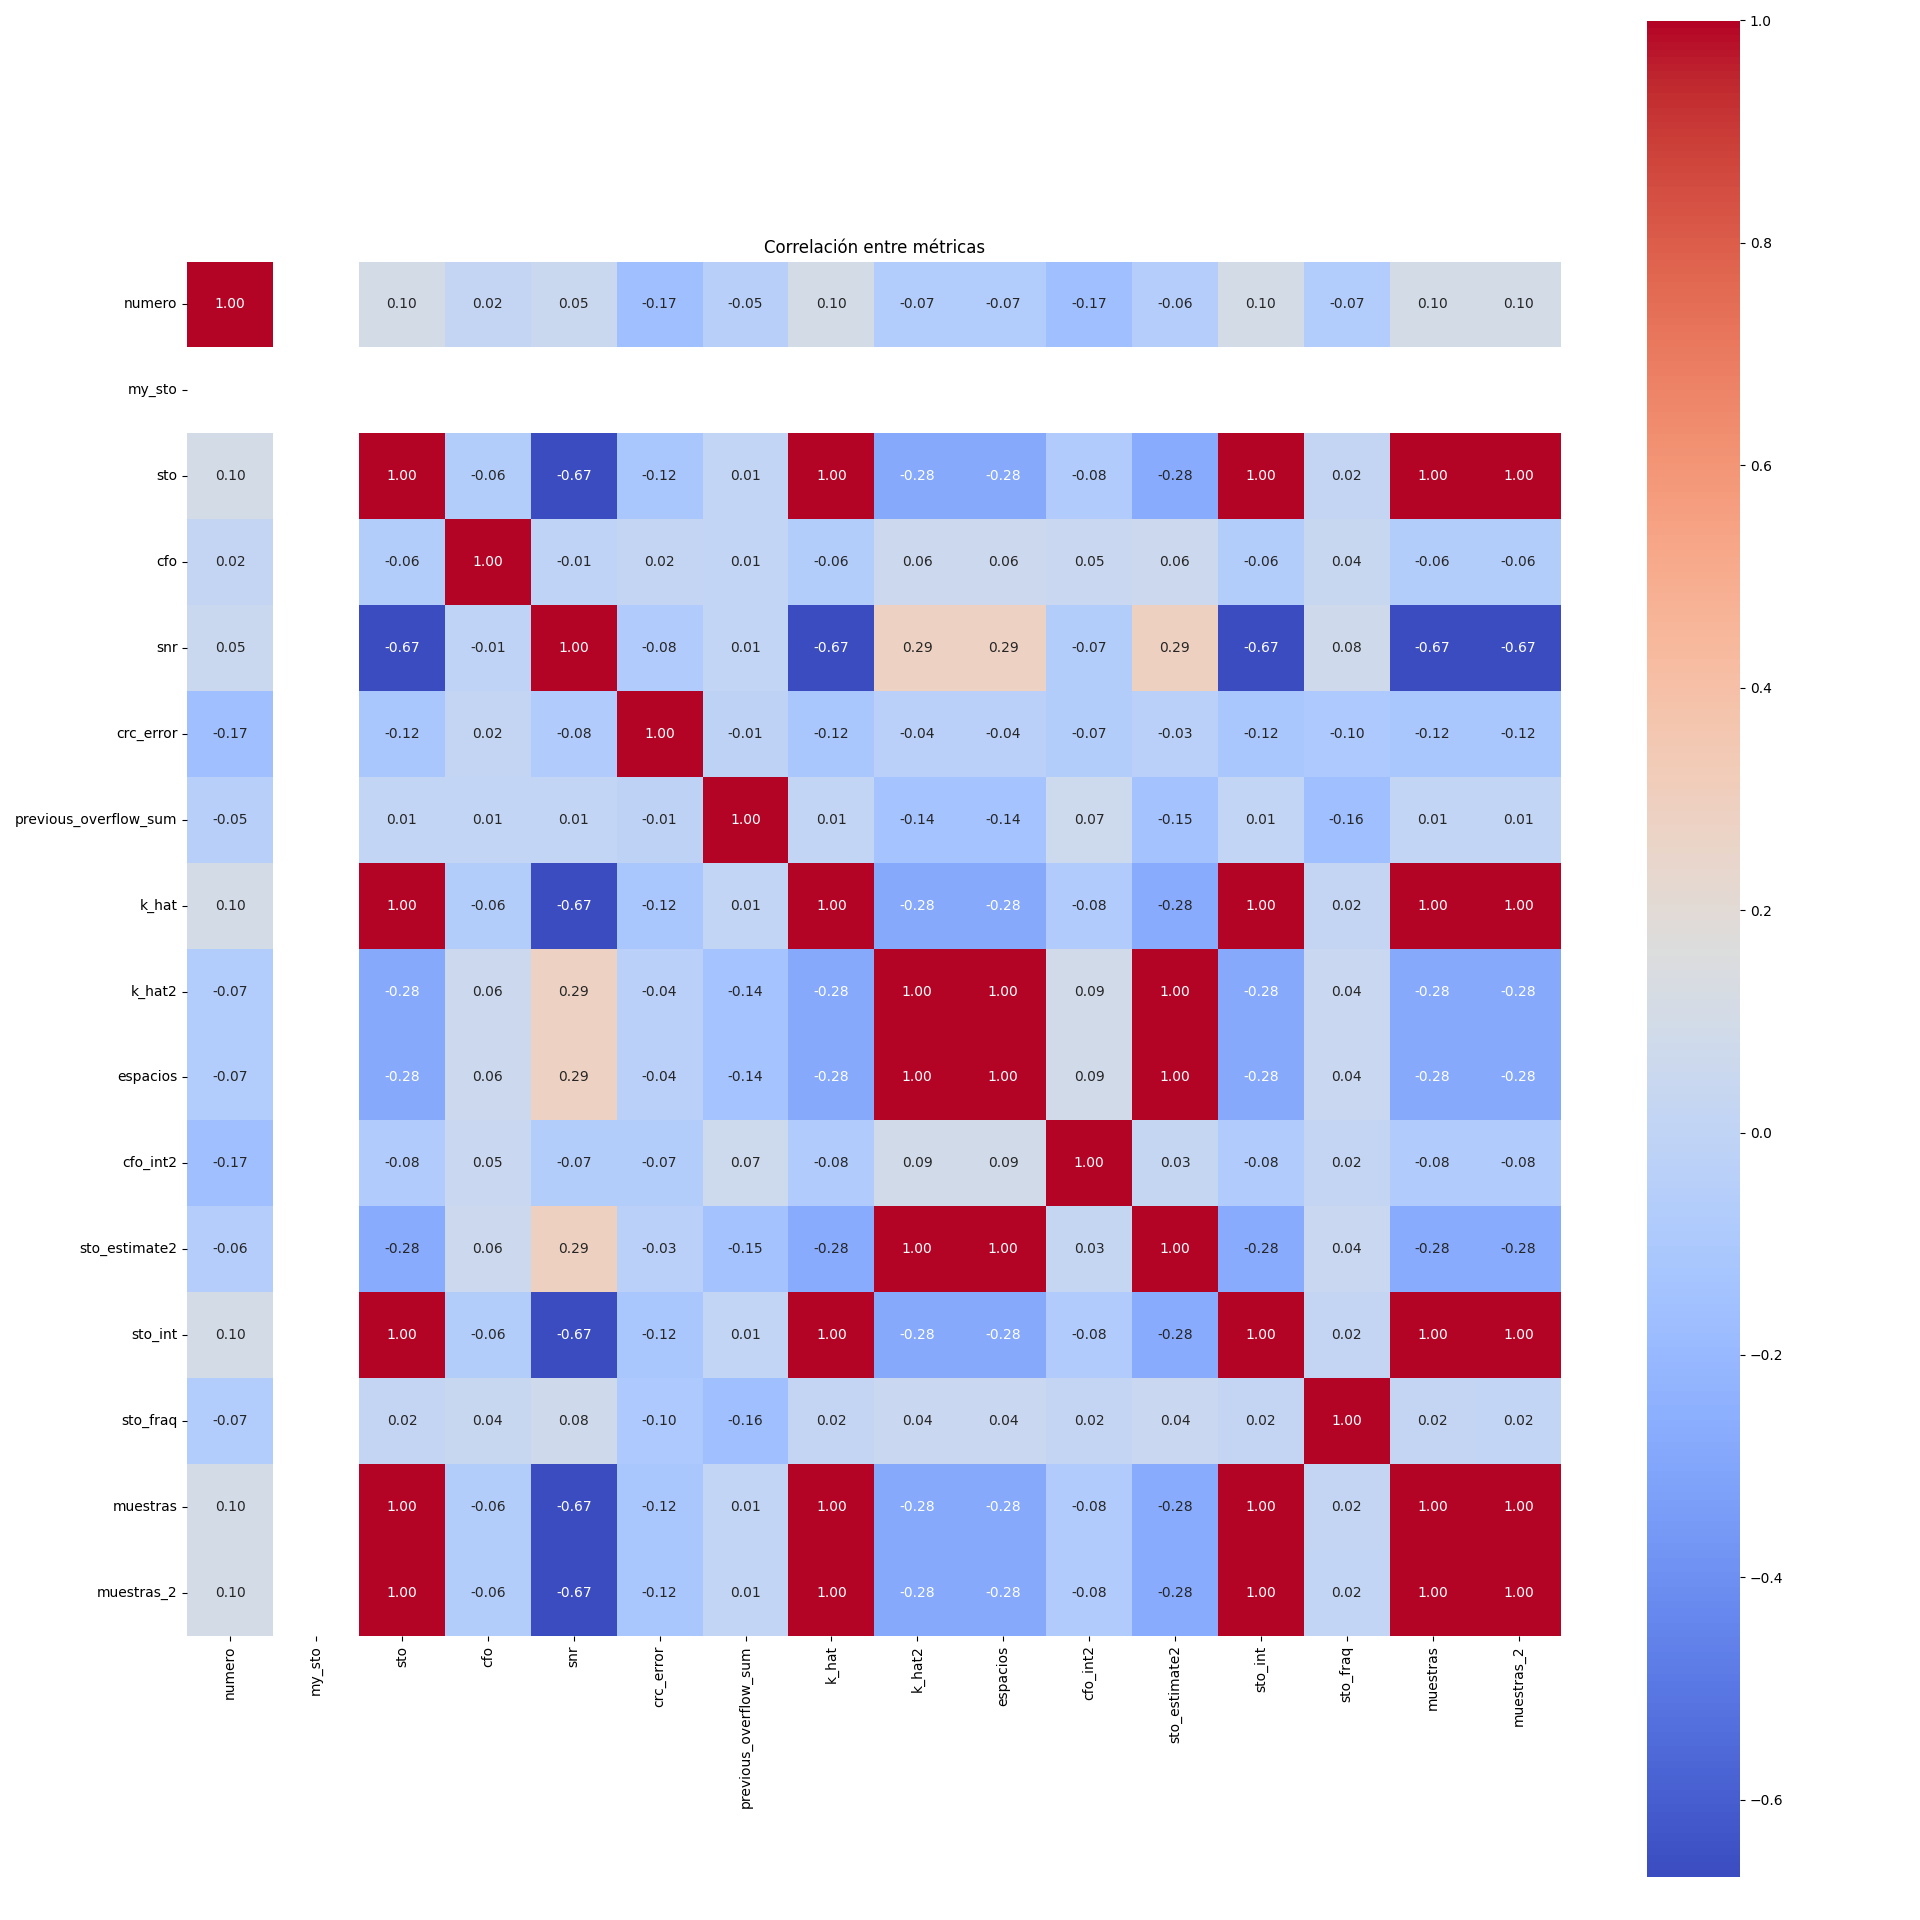 Correlación entre métricas
numero 1.00 0.10 0.02 0.05 -0.17 -0.05 0.10 -0.07 -0.07 -0.17 -0.06 0.10 -0.07 0.10 0.10
my_sto
sto 0.10 1.00 -0.06 -0.67 -0.12 0.01 1.00 -0.28 -0.28 -0.08 -0.28 1.00 0.02 1.00 1.00
cfo 0.02 -0.06 1.00 -0.01 0.02 0.01 -0.06 0.06 0.06 0.05 0.06 -0.06 0.04 -0.06 -0.06
snr 0.05 -0.67 -0.01 1.00 -0.08 0.01 -0.67 0.29 0.29 -0.07 0.29 -0.67 0.08 -0.67 -0.67
crc_error -0.17 -0.12 0.02 -0.08 1.00 -0.01 -0.12 -0.04 -0.04 -0.07 -0.03 -0.12 -0.10 -0.12 -0.12
previous_overflow_sum -0.05 0.01 0.01 0.01 -0.01 1.00 0.01 -0.14 -0.14 0.07 -0.15 0.01 -0.16 0.01 0.01
k_hat 0.10 1.00 -0.06 -0.67 -0.12 0.01 1.00 -0.28 -0.28 -0.08 -0.28 1.00 0.02 1.00 1.00
k_hat2 -0.07 -0.28 0.06 0.29 -0.04 -0.14 -0.28 1.00 1.00 0.09 1.00 -0.28 0.04 -0.28 -0.28
espacios -0.07 -0.28 0.06 0.29 -0.04 -0.14 -0.28 1.00 1.00 0.09 1.00 -0.28 0.04 -0.28 -0.28
cfo_int2 -0.17 -0.08 0.05 -0.07 -0.07 0.07 -0.08 0.09 0.09 1.00 0.03 -0.08 0.02 -0.08 -0.08
sto_estimate2 -0.06 -0.28 0.06 0.29 -0.03 -0.15 -0.28 1.00 1.00 0.03 1.00 -0.28 0.04 -0.28 -0.28
sto_int 0.10 1.00 -0.06 -0.67 -0.12 0.01 1.00 -0.28 -0.28 -0.08 -0.28 1.00 0.02 1.00 1.00
sto_fraq -0.07 0.02 0.04 0.08 -0.10 -0.16 0.02 0.04 0.04 0.02 0.04 0.02 1.00 0.02 0.02
muestras 0.10 1.00 -0.06 -0.67 -0.12 0.01 1.00 -0.28 -0.28 -0.08 -0.28 1.00 0.02 1.00 1.00
muestras_2 0.10 1.00 -0.06 -0.67 -0.12 0.01 1.00 -0.28 -0.28 -0.08 -0.28 1.00 0.02 1.00 1.00
numero my_sto sto cfo snr crc_error previous_overflow_sum k_hat k_hat2 espacios cfo_int2 sto_estimate2 sto_int sto_fraq muestras muestras_2
1.0
0.8
0.6
0.4
0.2
0.0
−0.2
−0.4
−0.6